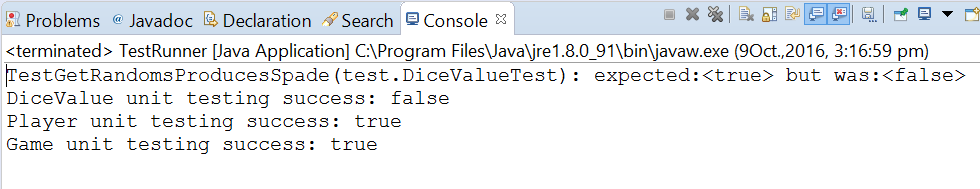 Problems @ Javadoc Declaration Search Console
<terminated> TestRunner [Java Application] C:\Program Files\Java\jre1.8.0_91\bin\javaw.exe (9Oct.,2016, 3:16:59 pm)
TestGetRandomsProducesSpade(test.DiceValueTest): expected:<true> but was:<false>
DiceValue unit testing success: false
Player unit testing success: true
Game unit testing success: true